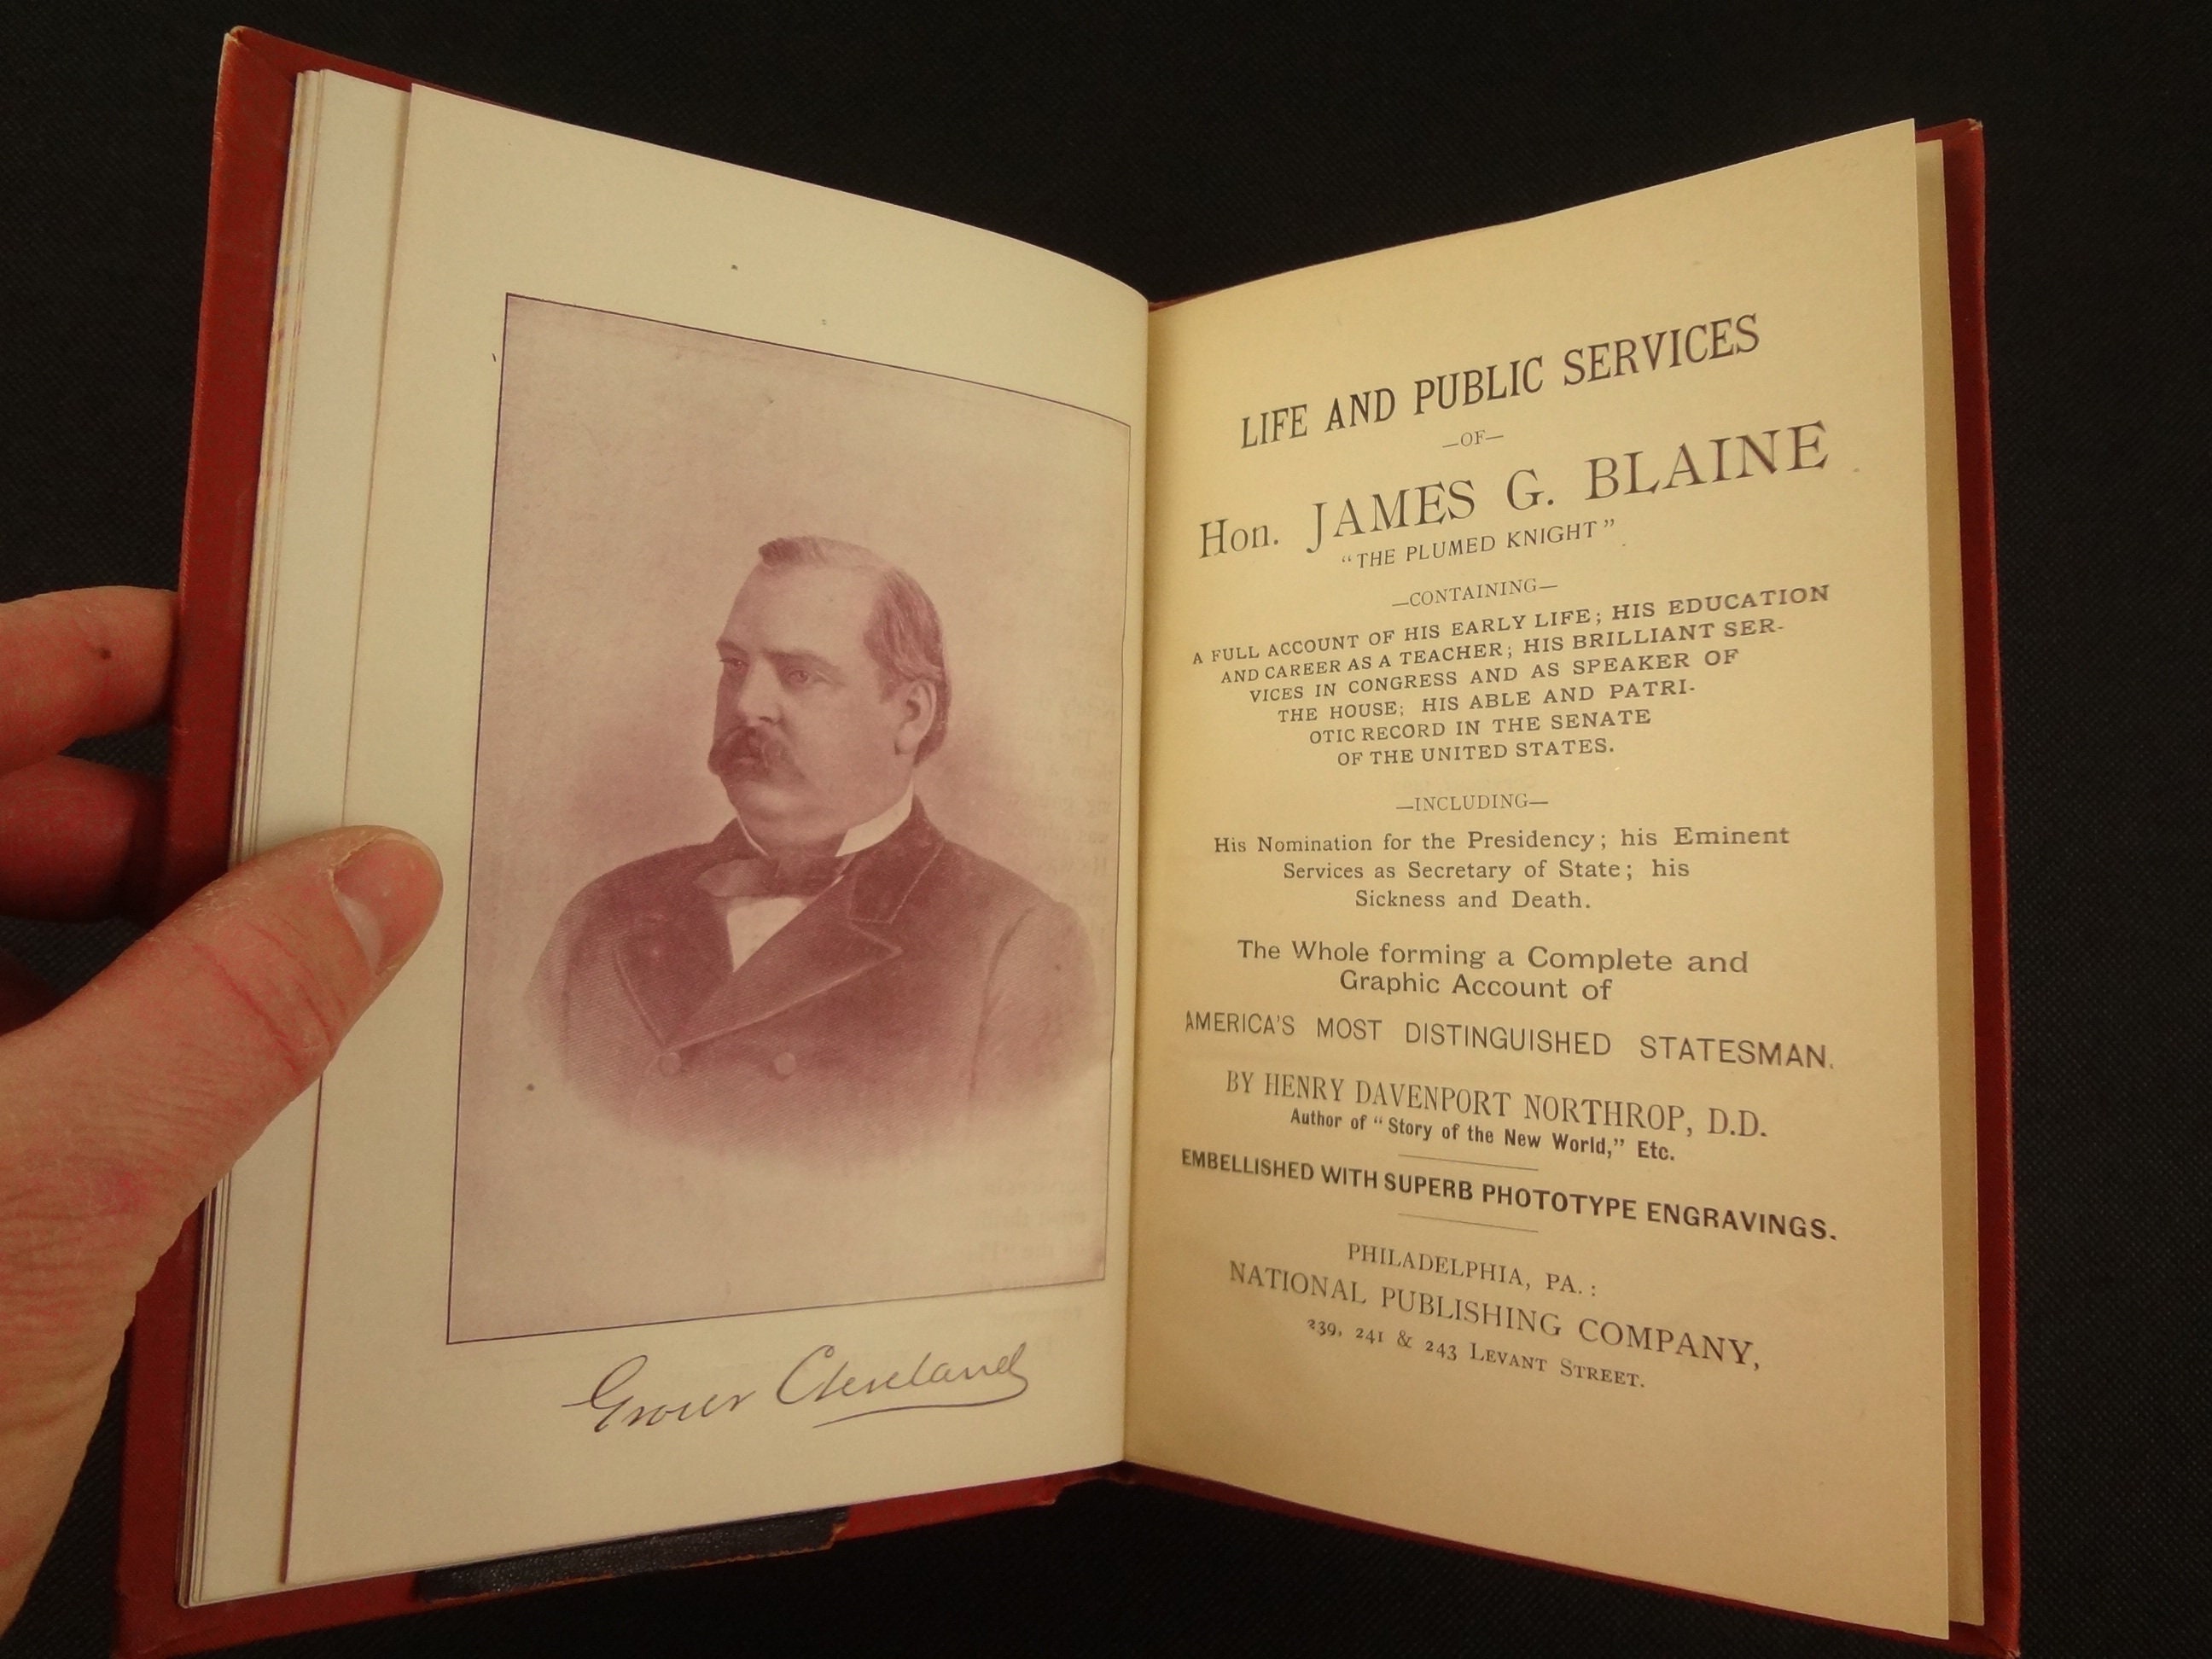 Grover Cleveland
LIFE AND PUBLIC SERVICES
—OF—
Hon. JAMES G. BLAINE
“THE PLUMED KNIGHT”
—CONTAINING—
A FULL ACCOUNT OF HIS EARLY LIFE; HIS EDUCATION
AND CAREER AS A TEACHER; HIS BRILLIANT SER-
VICES IN CONGRESS AND AS SPEAKER OF
THE HOUSE; HIS ABLE AND PATRI-
OTIC RECORD IN THE SENATE
OF THE UNITED STATES.
—INCLUDING—
His Nomination for the Presidency; his Eminent
Services as Secretary of State; his
Sickness and Death.
The Whole forming a Complete and
Graphic Account of
AMERICA'S MOST DISTINGUISHED STATESMAN.
BY HENRY DAVENPORT NORTHROP, D.D.
Author of “Story of the New World,” Etc.
EMBELLISHED WITH SUPERB PHOTOTYPE ENGRAVINGS.
PHILADELPHIA, PA.:
NATIONAL PUBLISHING COMPANY,
239, 241 & 243 LEVANT STREET.